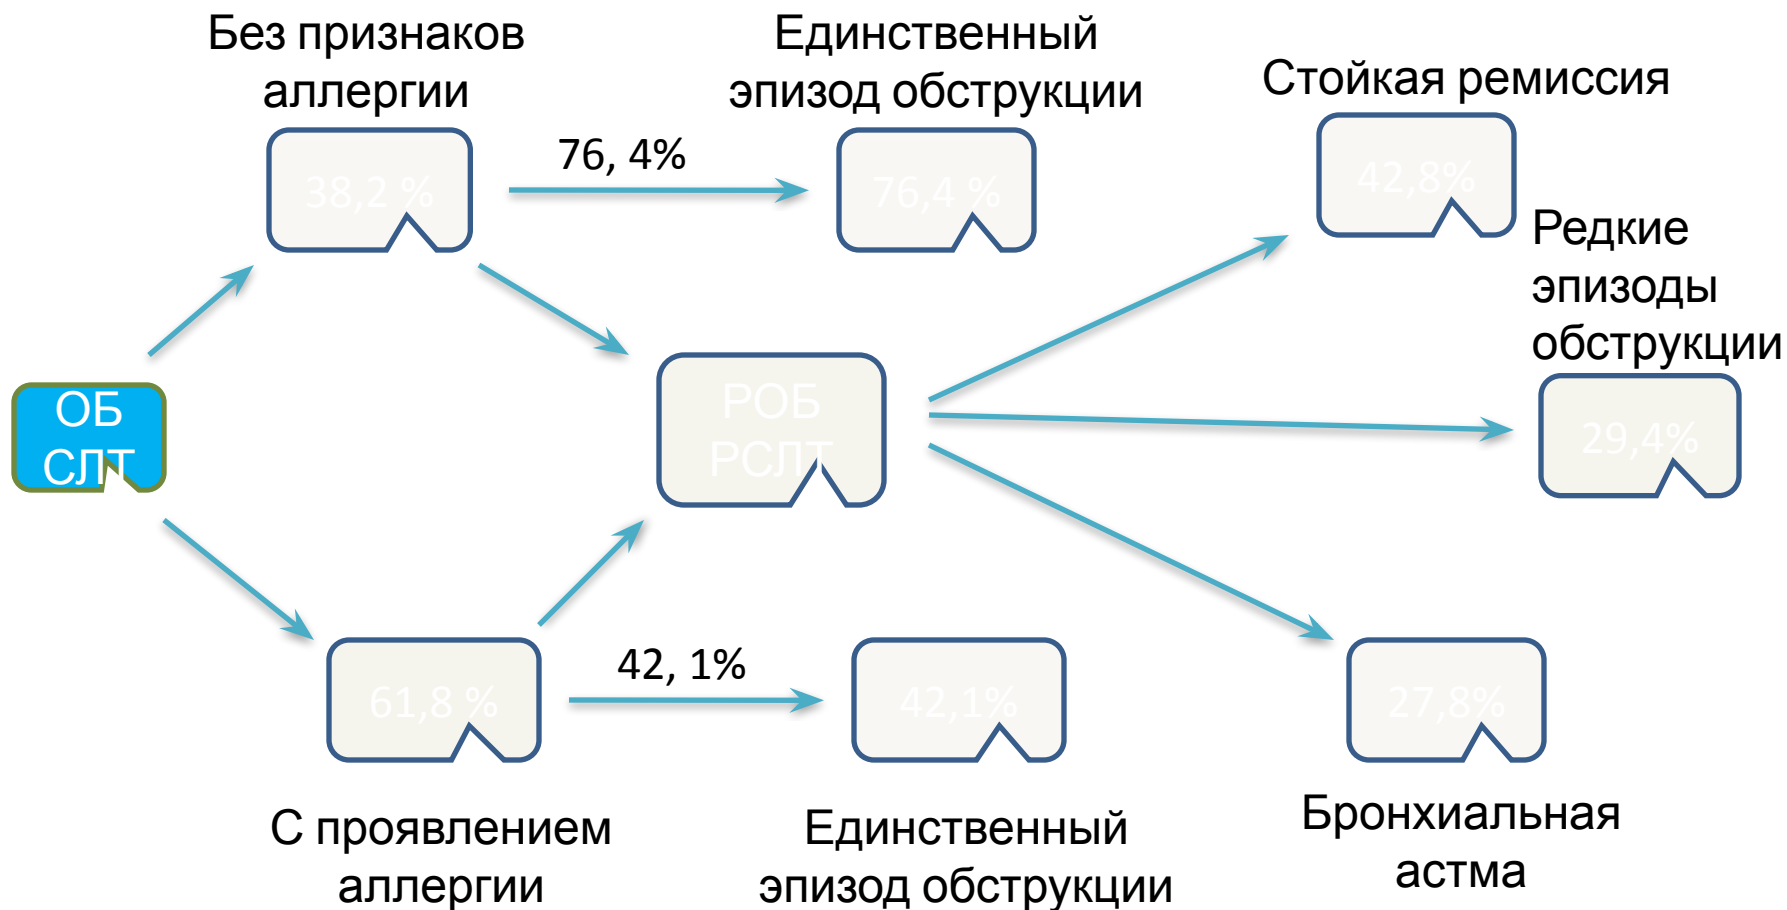 Без признаков
аллергии
38,2 %
76, 4%
Единственный
эпизод обструкции
76,4 %
Стойкая ремиссия
42,8%
Редкие
эпизоды
обструкции
29,4%
ОБ
СЛТ
РОБ
РСЛТ
61,8 %
42, 1%
42,1%
27,8%
С проявлением
аллергии
Единственный
эпизод обструкции
Бронхиальная
астма